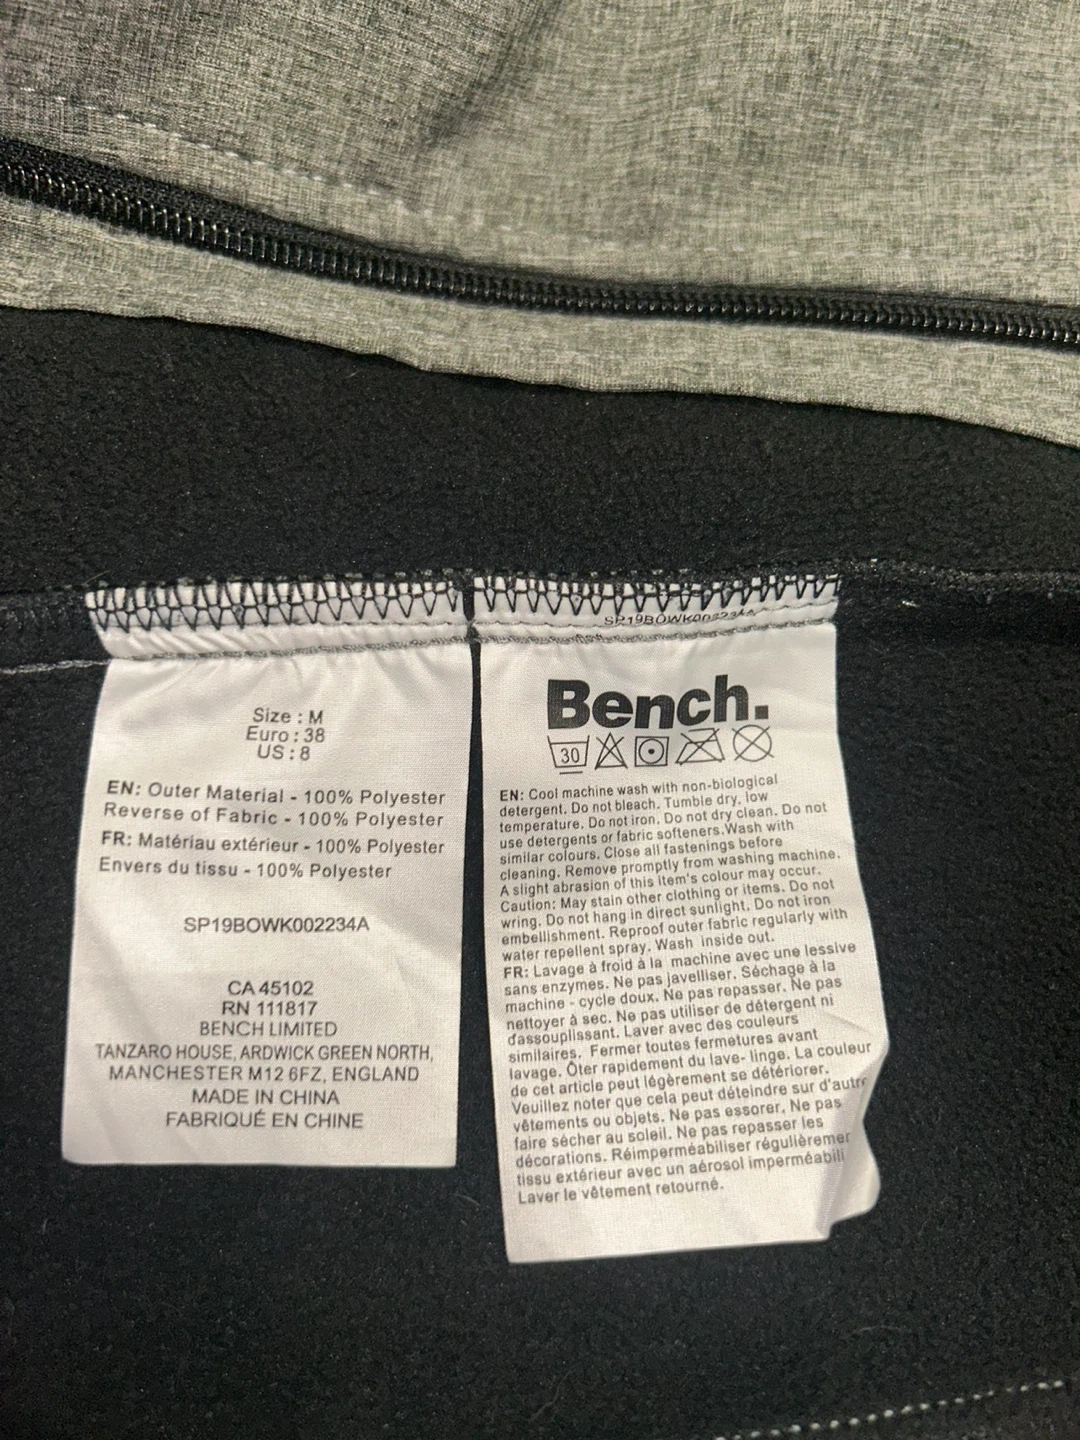 Size : M
Euro : 38
US : 8
EN: Outer Material - 100% Polyester
Reverse of Fabric - 100% Polyester
FR: Matériau extérieur - 100% Polyester
Envers du tissu - 100% Polyester
SP19BOWK002234A
CA 45102
RN 111817
BENCH LIMITED
TANZARO HOUSE, ARDWICK GREEN NORTH,
MANCHESTER M12 6FZ, ENGLAND
MADE IN CHINA
FABRIQUÉ EN CHINE
SP19BOWK002234A
Bench.
30
EN: Cool machine wash with non-biological
detergent. Do not bleach. Tumble dry, low
temperature. Do not iron. Do not dry clean. Do not
use detergents or fabric softeners.Wash with
similar colours. Close all fastenings before
cleaning. Remove promptly from washing machine.
A slight abrasion of this item's colour may occur.
Caution: May stain other clothing or items. Do not
wring. Do not hang in direct sunlight. Do not iron
embellishment. Reproof outer fabric regularly with
water repellent spray. Wash inside out.
FR: Lavage à froid à la machine avec une lessive
sans enzymes. Ne pas javelliser. Séchage à la
machine - cycle doux. Ne pas repasser. Ne pas
nettoyer à sec. Ne pas utiliser de détergent ni
d'assouplissant. Laver avec des couleurs
similaires. Fermer toutes fermetures avant
lavage. Ôter rapidement du lave- linge. La couleur
de cet article peut légèrement se détériorer.
Veuillez noter que cela peut déteindre sur d'autr
vêtements ou objets. Ne pas essorer. Ne pas
faire sécher au soleil. Ne pas repasser les
décorations. Réimperméabiliser régulièremer
tissu extérieur avec un aérosol imperméabili
Laver le vêtement retourné.